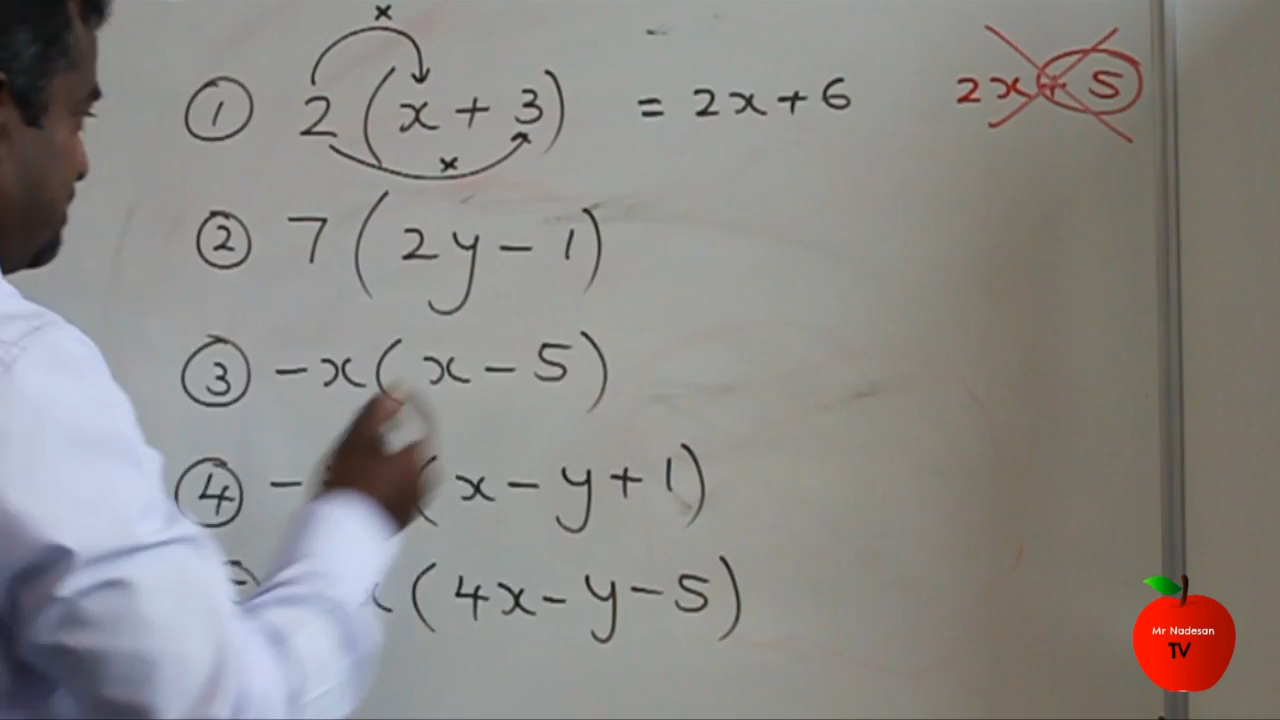 x
① 2 (x + 3) = 2x + 6 2x + 5
x
② 7 (2y - 1)
③ -x (x - 5)
④ - (x - y + 1)
(4x - y - 5)
Mr Nadesan
TV